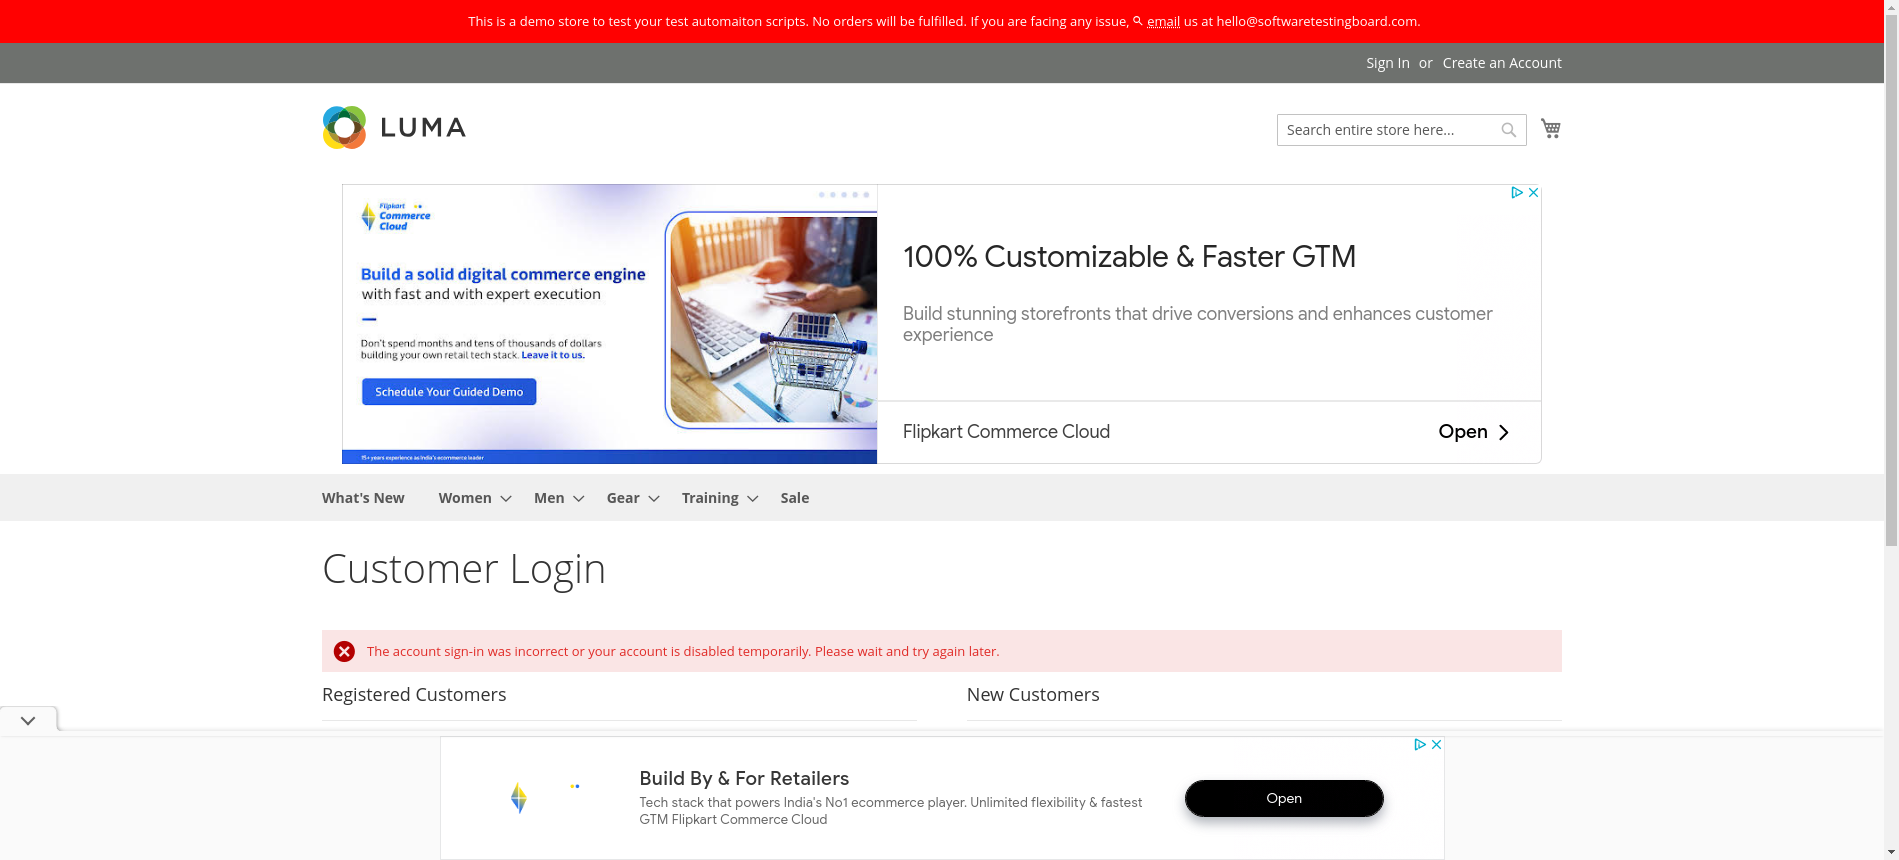 This is a demo store to test your test automaiton scripts. No orders will be fulfilled. If you are facing any issue, email us at hello@softwaretestingboard.com.
Sign In or Create an Account
LUMA
Search entire store here...
Flipkart
Commerce
Cloud
Build a solid digital commerce engine
with fast and with expert execution
Don't spend months and tens of thousands of dollars
building your own retail tech stack. Leave it to us.
Schedule Your Guided Demo
15+ years experience as India's ecommerce leader
100% Customizable & Faster GTM
Build stunning storefronts that drive conversions and enhances customer
experience
Flipkart Commerce Cloud
Open
What's New Women Men Gear Training Sale
Customer Login
The account sign-in was incorrect or your account is disabled temporarily. Please wait and try again later.
Registered Customers
New Customers
Build By & For Retailers
Tech stack that powers India's No1 ecommerce player. Unlimited flexibility & fastest
GTM Flipkart Commerce Cloud
Open